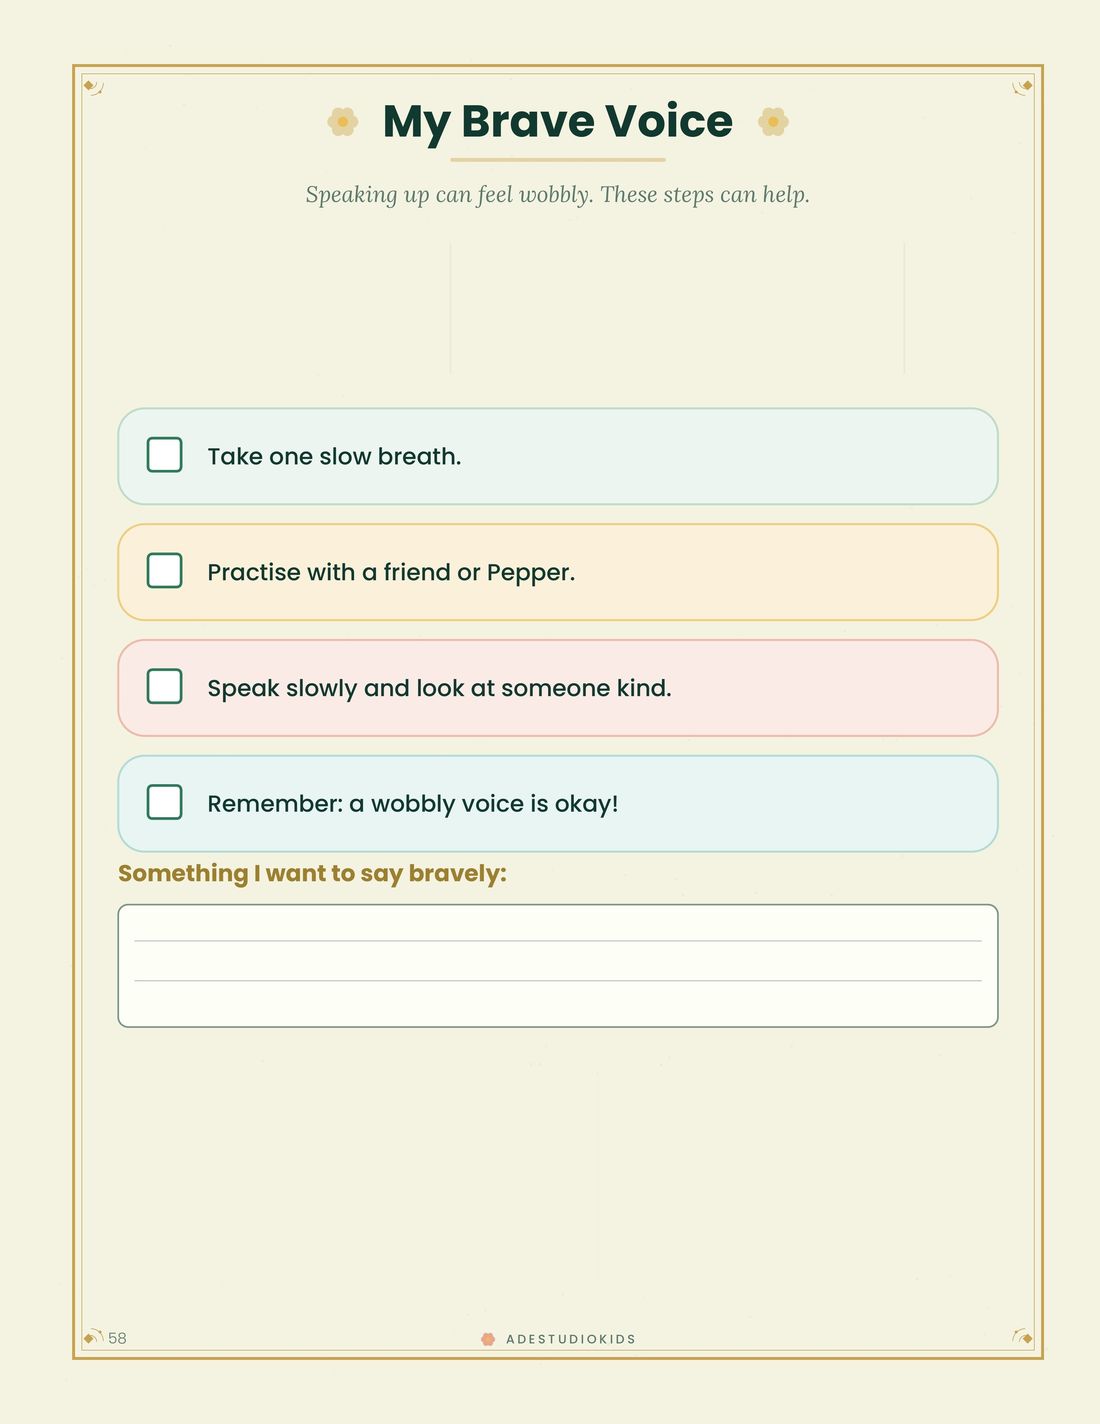 My Brave Voice
Speaking up can feel wobbly. These steps can help.
Take one slow breath.
Practise with a friend or Pepper.
Speak slowly and look at someone kind.
Remember: a wobbly voice is okay!
Something I want to say bravely:
58
ADESTUDIOKIDS